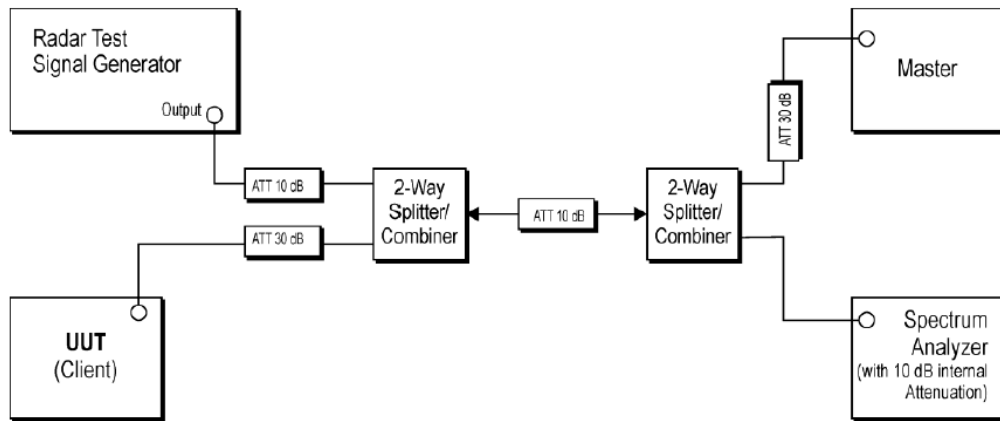 Radar Test
Signal Generator
Output
ATT 10 dB
ATT 30 dB
2-Way
Splitter/
Combiner
ATT 10 dB
2-Way
Splitter/
Combiner
ATT 30 dB
Master
UUT
(Client)
Spectrum
Analyzer
(with 10 dB internal
Attenuation)